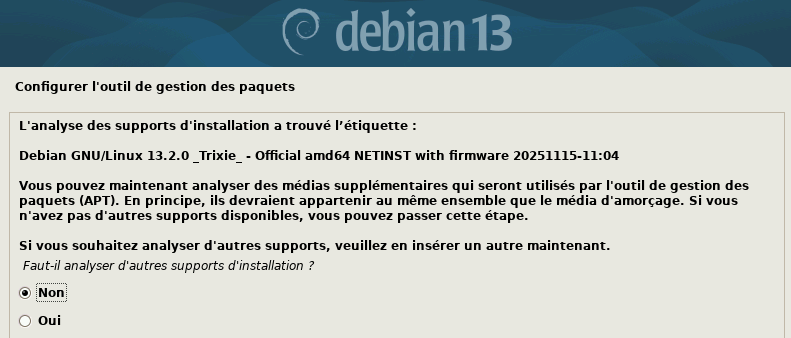 debian 13
Configurer l'outil de gestion des paquets
L'analyse des supports d'installation a trouvé l’étiquette :
Debian GNU/Linux 13.2.0 _Trixie_ - Official amd64 NETINST with firmware 20251115-11:04
Vous pouvez maintenant analyser des médias supplémentaires qui seront utilisés par l'outil de gestion des
paquets (APT). En principe, ils devraient appartenir au même ensemble que le média d'amorçage. Si vous
n'avez pas d'autres supports disponibles, vous pouvez passer cette étape.
Si vous souhaitez analyser d'autres supports, veuillez en insérer un autre maintenant.
Faut-il analyser d'autres supports d'installation ?
Non
Oui